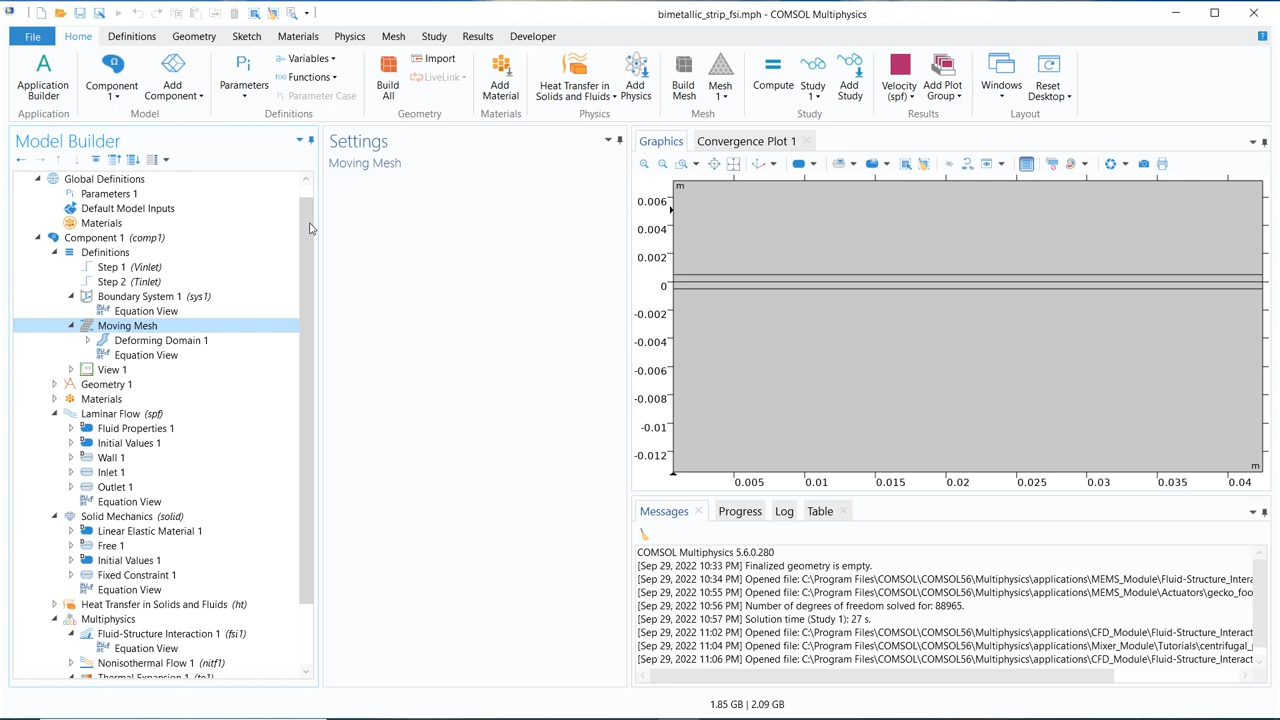 bimetallic_strip_fsi.mph - COMSOL Multiphysics
File Home Definitions Geometry Sketch Materials Physics Mesh Study Results Developer
Application Builder
Component 1
Add Component
Parameters
a= Variables
f(x) Functions
Pi Parameter Case
Build All
Import
LiveLink
Add Material
Heat Transfer in Solids and Fluids
Add Physics
Build Mesh
Mesh 1
Compute
Study 1
Add Study
Velocity (spf)
Add Plot Group
Windows
Reset Desktop
Application Model Definitions Geometry Materials Physics Mesh Study Results Layout
Model Builder
Global Definitions
Parameters 1
Default Model Inputs
Materials
Component 1 (comp1)
Definitions
Step 1 (Vinlet)
Step 2 (Tinlet)
Boundary System 1 (sys1)
Equation View
Moving Mesh
Deforming Domain 1
Equation View
View 1
Geometry 1
Materials
Laminar Flow (spf)
Fluid Properties 1
Initial Values 1
Wall 1
Inlet 1
Outlet 1
Equation View
Solid Mechanics (solid)
Linear Elastic Material 1
Free 1
Initial Values 1
Fixed Constraint 1
Equation View
Heat Transfer in Solids and Fluids (ht)
Multiphysics
Fluid-Structure Interaction 1 (fsi1)
Equation View
Nonisothermal Flow 1 (nitf1)
Thermal Expansion 1 (te1)
Settings
Moving Mesh
Graphics Convergence Plot 1
m
0.006
0.004
0.002
0
-0.002
-0.004
-0.006
-0.008
-0.01
-0.012
m
0.005 0.01 0.015 0.02 0.025 0.03 0.035 0.04
Messages Progress Log Table
COMSOL Multiphysics 5.6.0.280
[Sep 29, 2022 10:33 PM] Finalized geometry is empty.
[Sep 29, 2022 10:34 PM] Opened file: C:\Program Files\COMSOL\COMSOL56\Multiphysics\applications\MEMS_Module\Fluid-Structure_Intera
[Sep 29, 2022 10:55 PM] Opened file: C:\Program Files\COMSOL\COMSOL56\Multiphysics\applications\MEMS_Module\Actuators\gecko_foo
[Sep 29, 2022 10:56 PM] Number of degrees of freedom solved for: 88965.
[Sep 29, 2022 10:57 PM] Solution time (Study 1): 27 s.
[Sep 29, 2022 11:02 PM] Opened file: C:\Program Files\COMSOL\COMSOL56\Multiphysics\applications\CFD_Module\Fluid-Structure_Interact
[Sep 29, 2022 11:04 PM] Opened file: C:\Program Files\COMSOL\COMSOL56\Multiphysics\applications\Mixer_Module\Tutorials\centrifugal_
[Sep 29, 2022 11:06 PM] Opened file: C:\Program Files\COMSOL\COMSOL56\Multiphysics\applications\CFD_Module\Fluid-Structure_Interact
1.85 GB | 2.09 GB